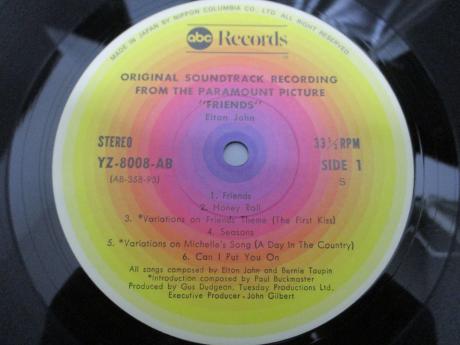 MADE IN JAPAN BY NIPPON COLUMBIA CO., LTD.
abc Records
ORIGINAL SOUNDTRACK RECORDING
FROM THE PARAMOUNT PICTURE
"FRIENDS"
Elton John
STEREO
33⅓ RPM
YZ-8008-AB
SIDE 1
(AB-358-93)
S
1. Friends
2. Honey Roll
3. *Variations on Friends Theme (The First Kiss)
4. Seasons
5. *Variations on Michelle's Song (A Day In The Country)
6. Can I Put You On
All songs composed by Elton John and Bernie Taupin
*Introduction composed by Paul Buckmaster
Produced by Gus Dudgeon, Tuesday Productions Ltd.
Executive Producer - John Gilbert